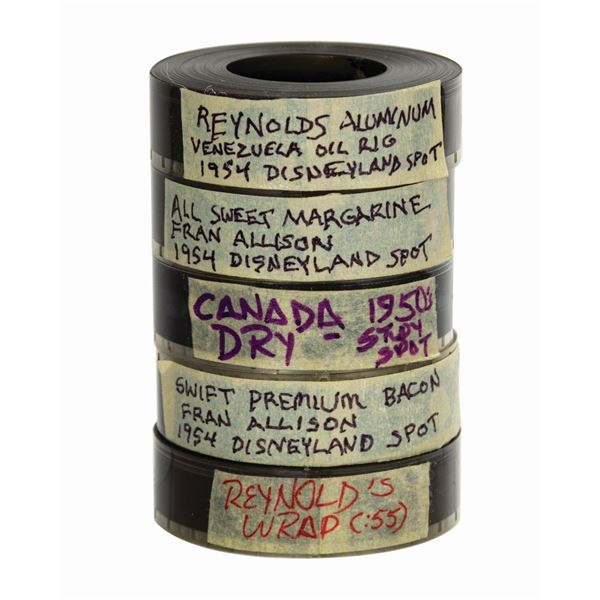 REYNOLDS ALUMINUM
VENEZUELA OIL RIG
1954 DISNEYLAND SPOT
ALL SWEET MARGARINE
FRAN ALLISON
1954 DISNEYLAND SPOT
CANADA 1950s
DRY SPOT
SWIFT PREMIUM BACON
FRAN ALLISON
1954 DISNEYLAND SPOT
REYNOLD'S
WRAP (:55)